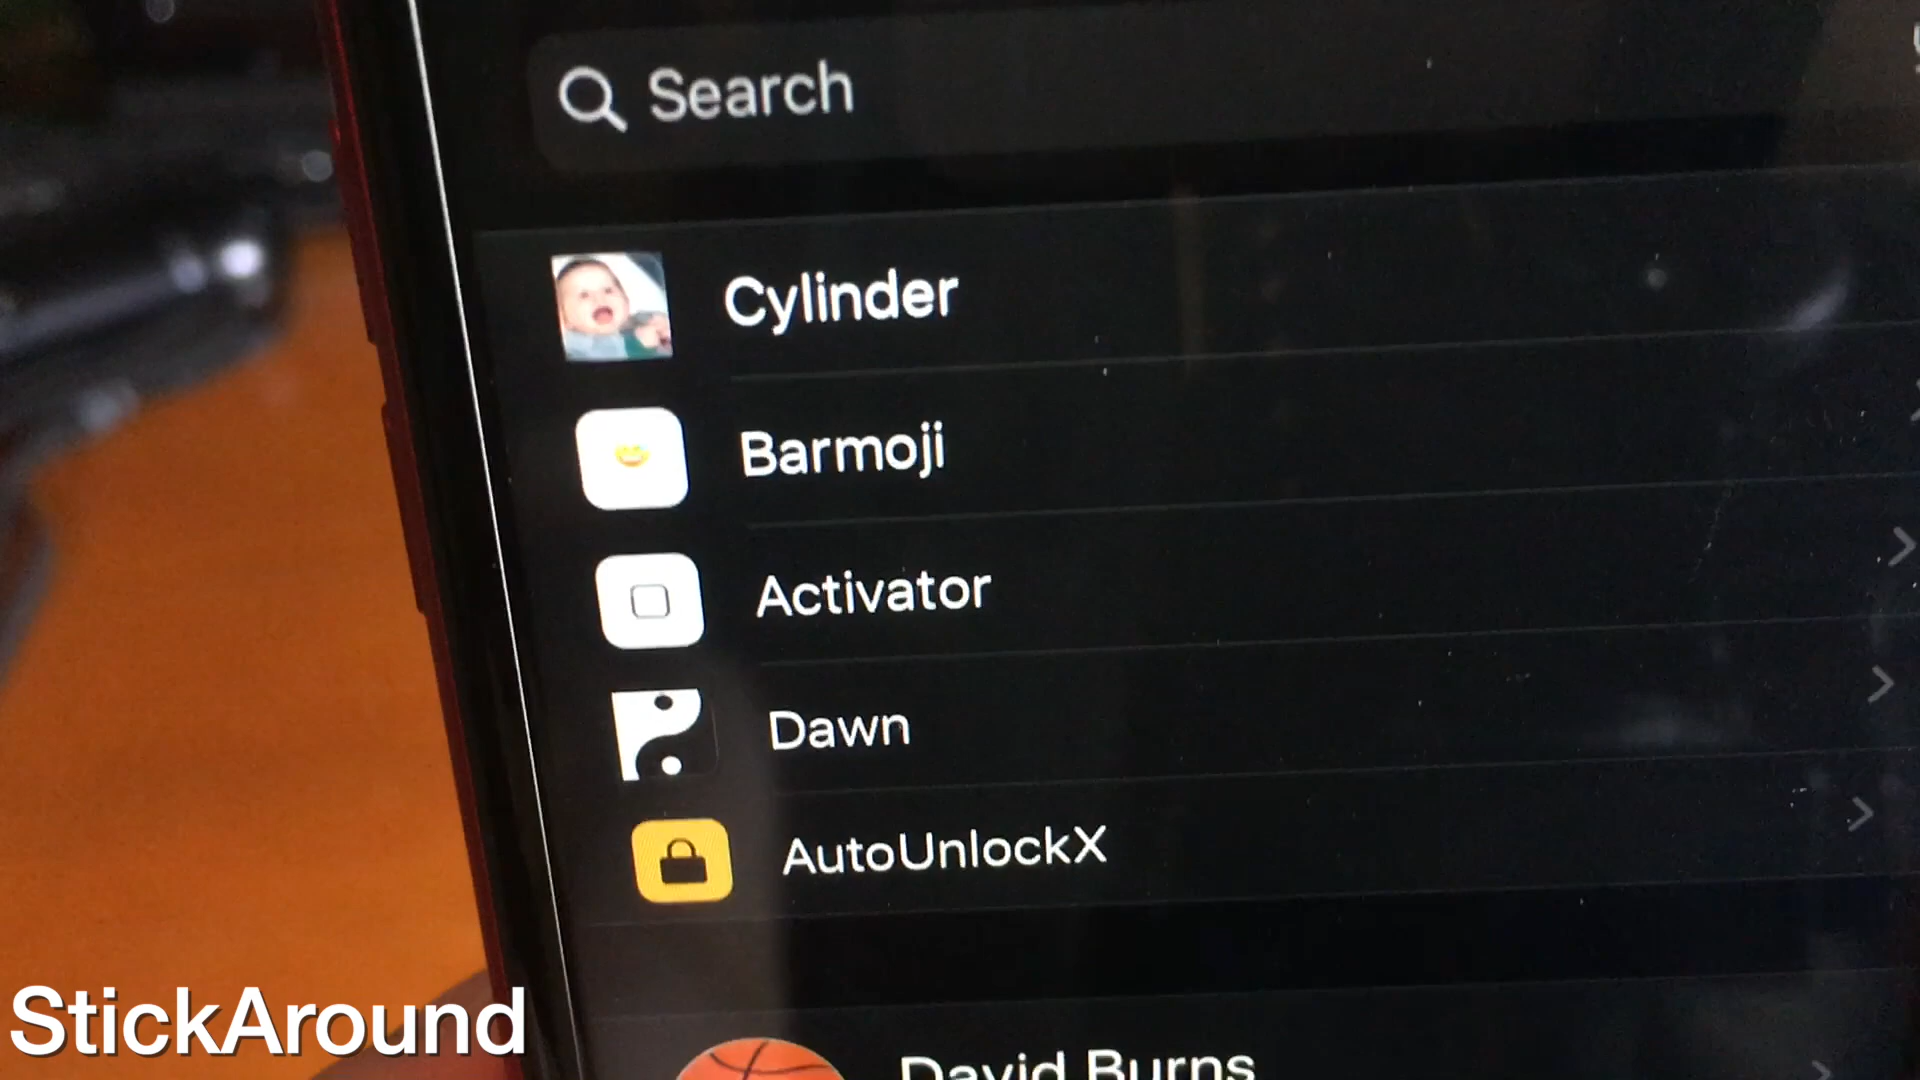 Search
Cylinder
Barmoji
Activator
Dawn
AutoUnlockX
David Burns
StickAround